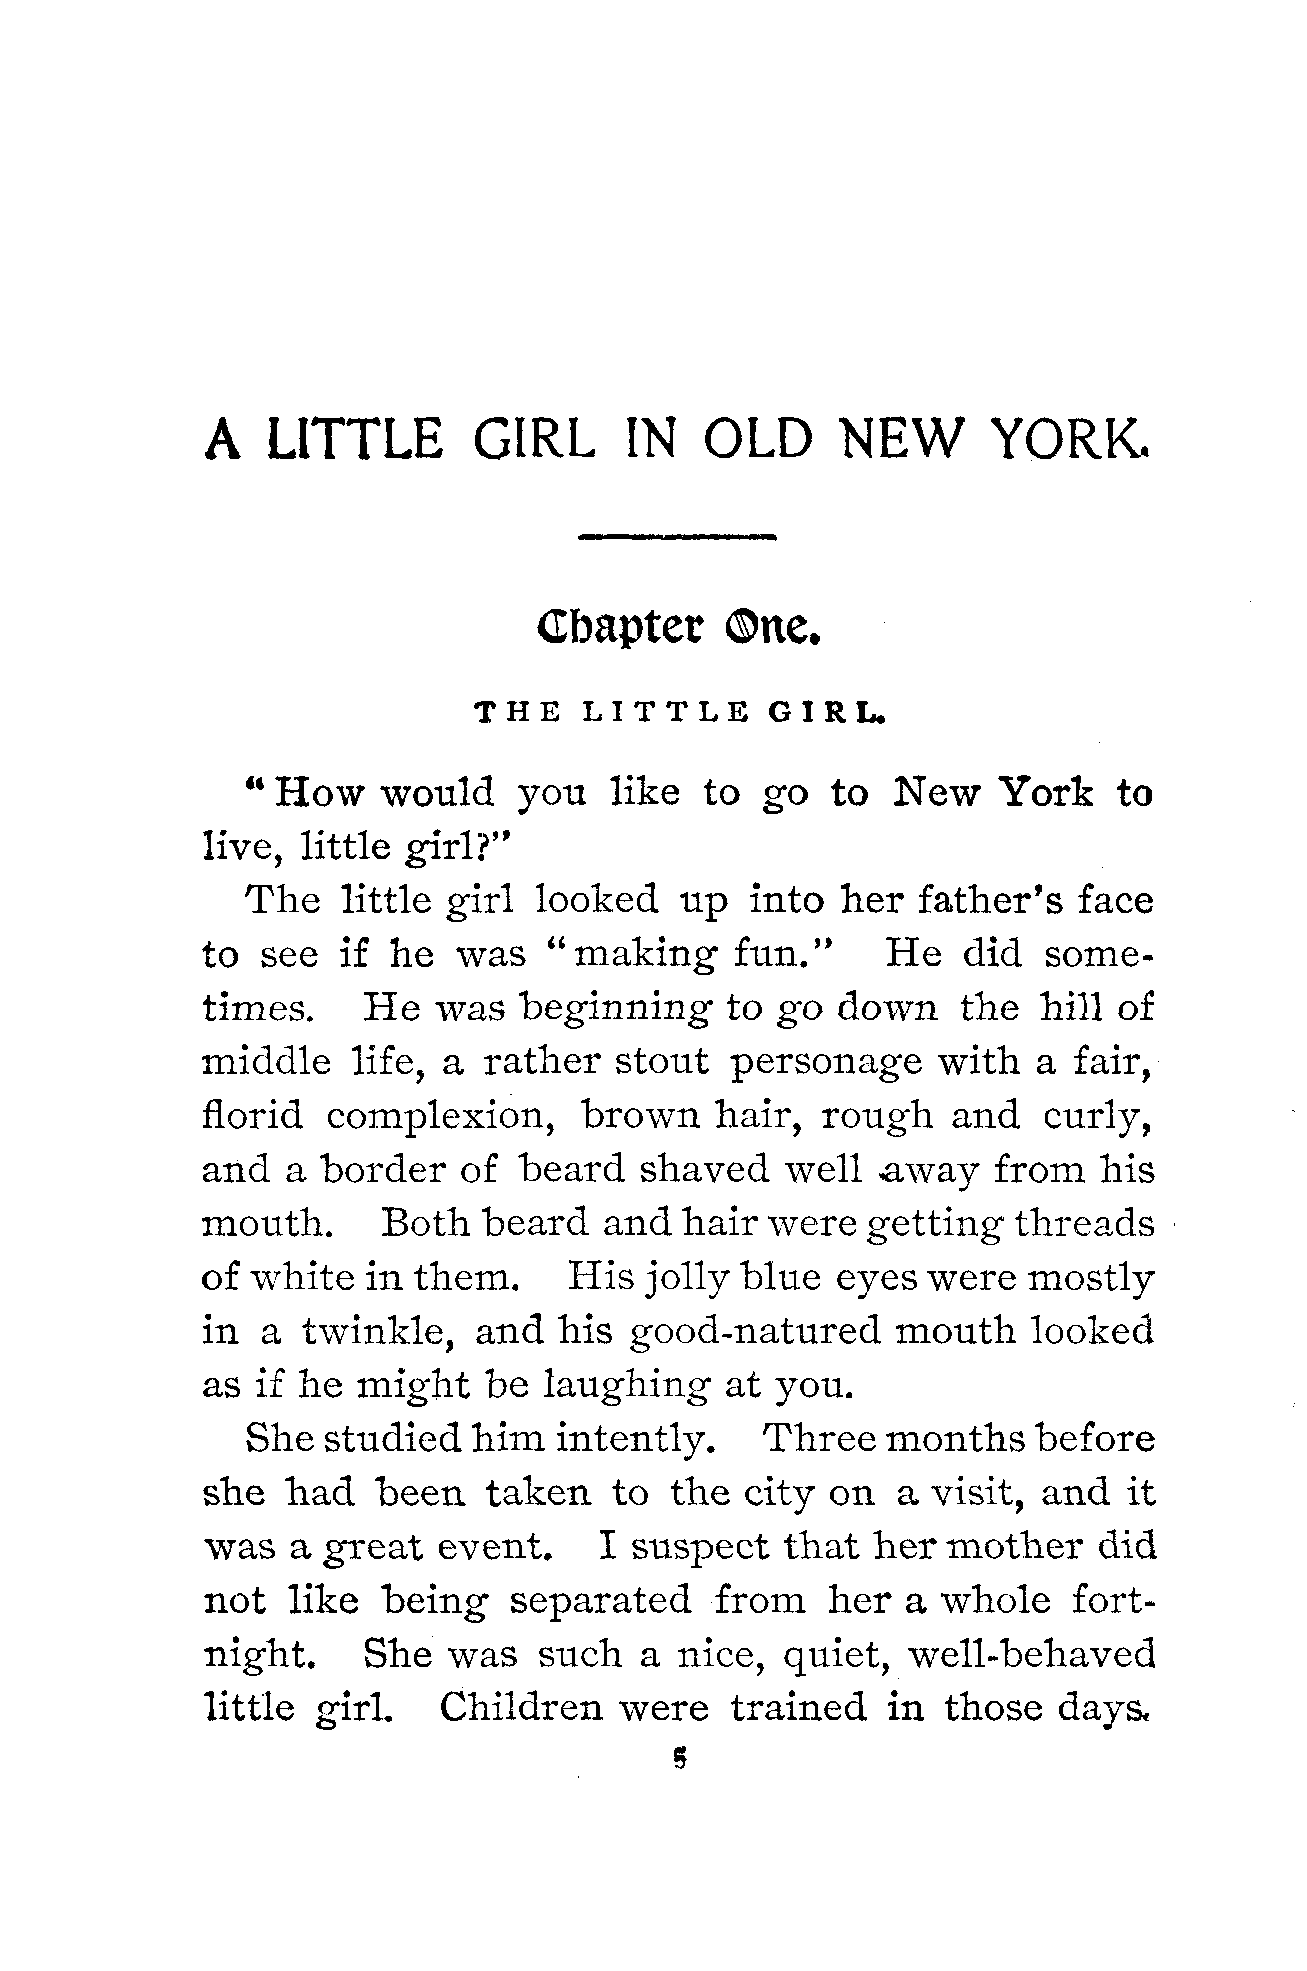 A LITTLE GIRL IN OLD NEW YORK.
Chapter One.
THE LITTLE GIRL.
"How would you like to go to New York to
live, little girl?"
The little girl looked up into her father's face
to see if he was "making fun." He did some-
times. He was beginning to go down the hill of
middle life, a rather stout personage with a fair,
florid complexion, brown hair, rough and curly,
and a border of beard shaved well away from his
mouth. Both beard and hair were getting threads
of white in them. His jolly blue eyes were mostly
in a twinkle, and his good-natured mouth looked
as if he might be laughing at you.
She studied him intently. Three months before
she had been taken to the city on a visit, and it
was a great event. I suspect that her mother did
not like being separated from her a whole fort-
night. She was such a nice, quiet, well-behaved
little girl. Children were trained in those days.
5